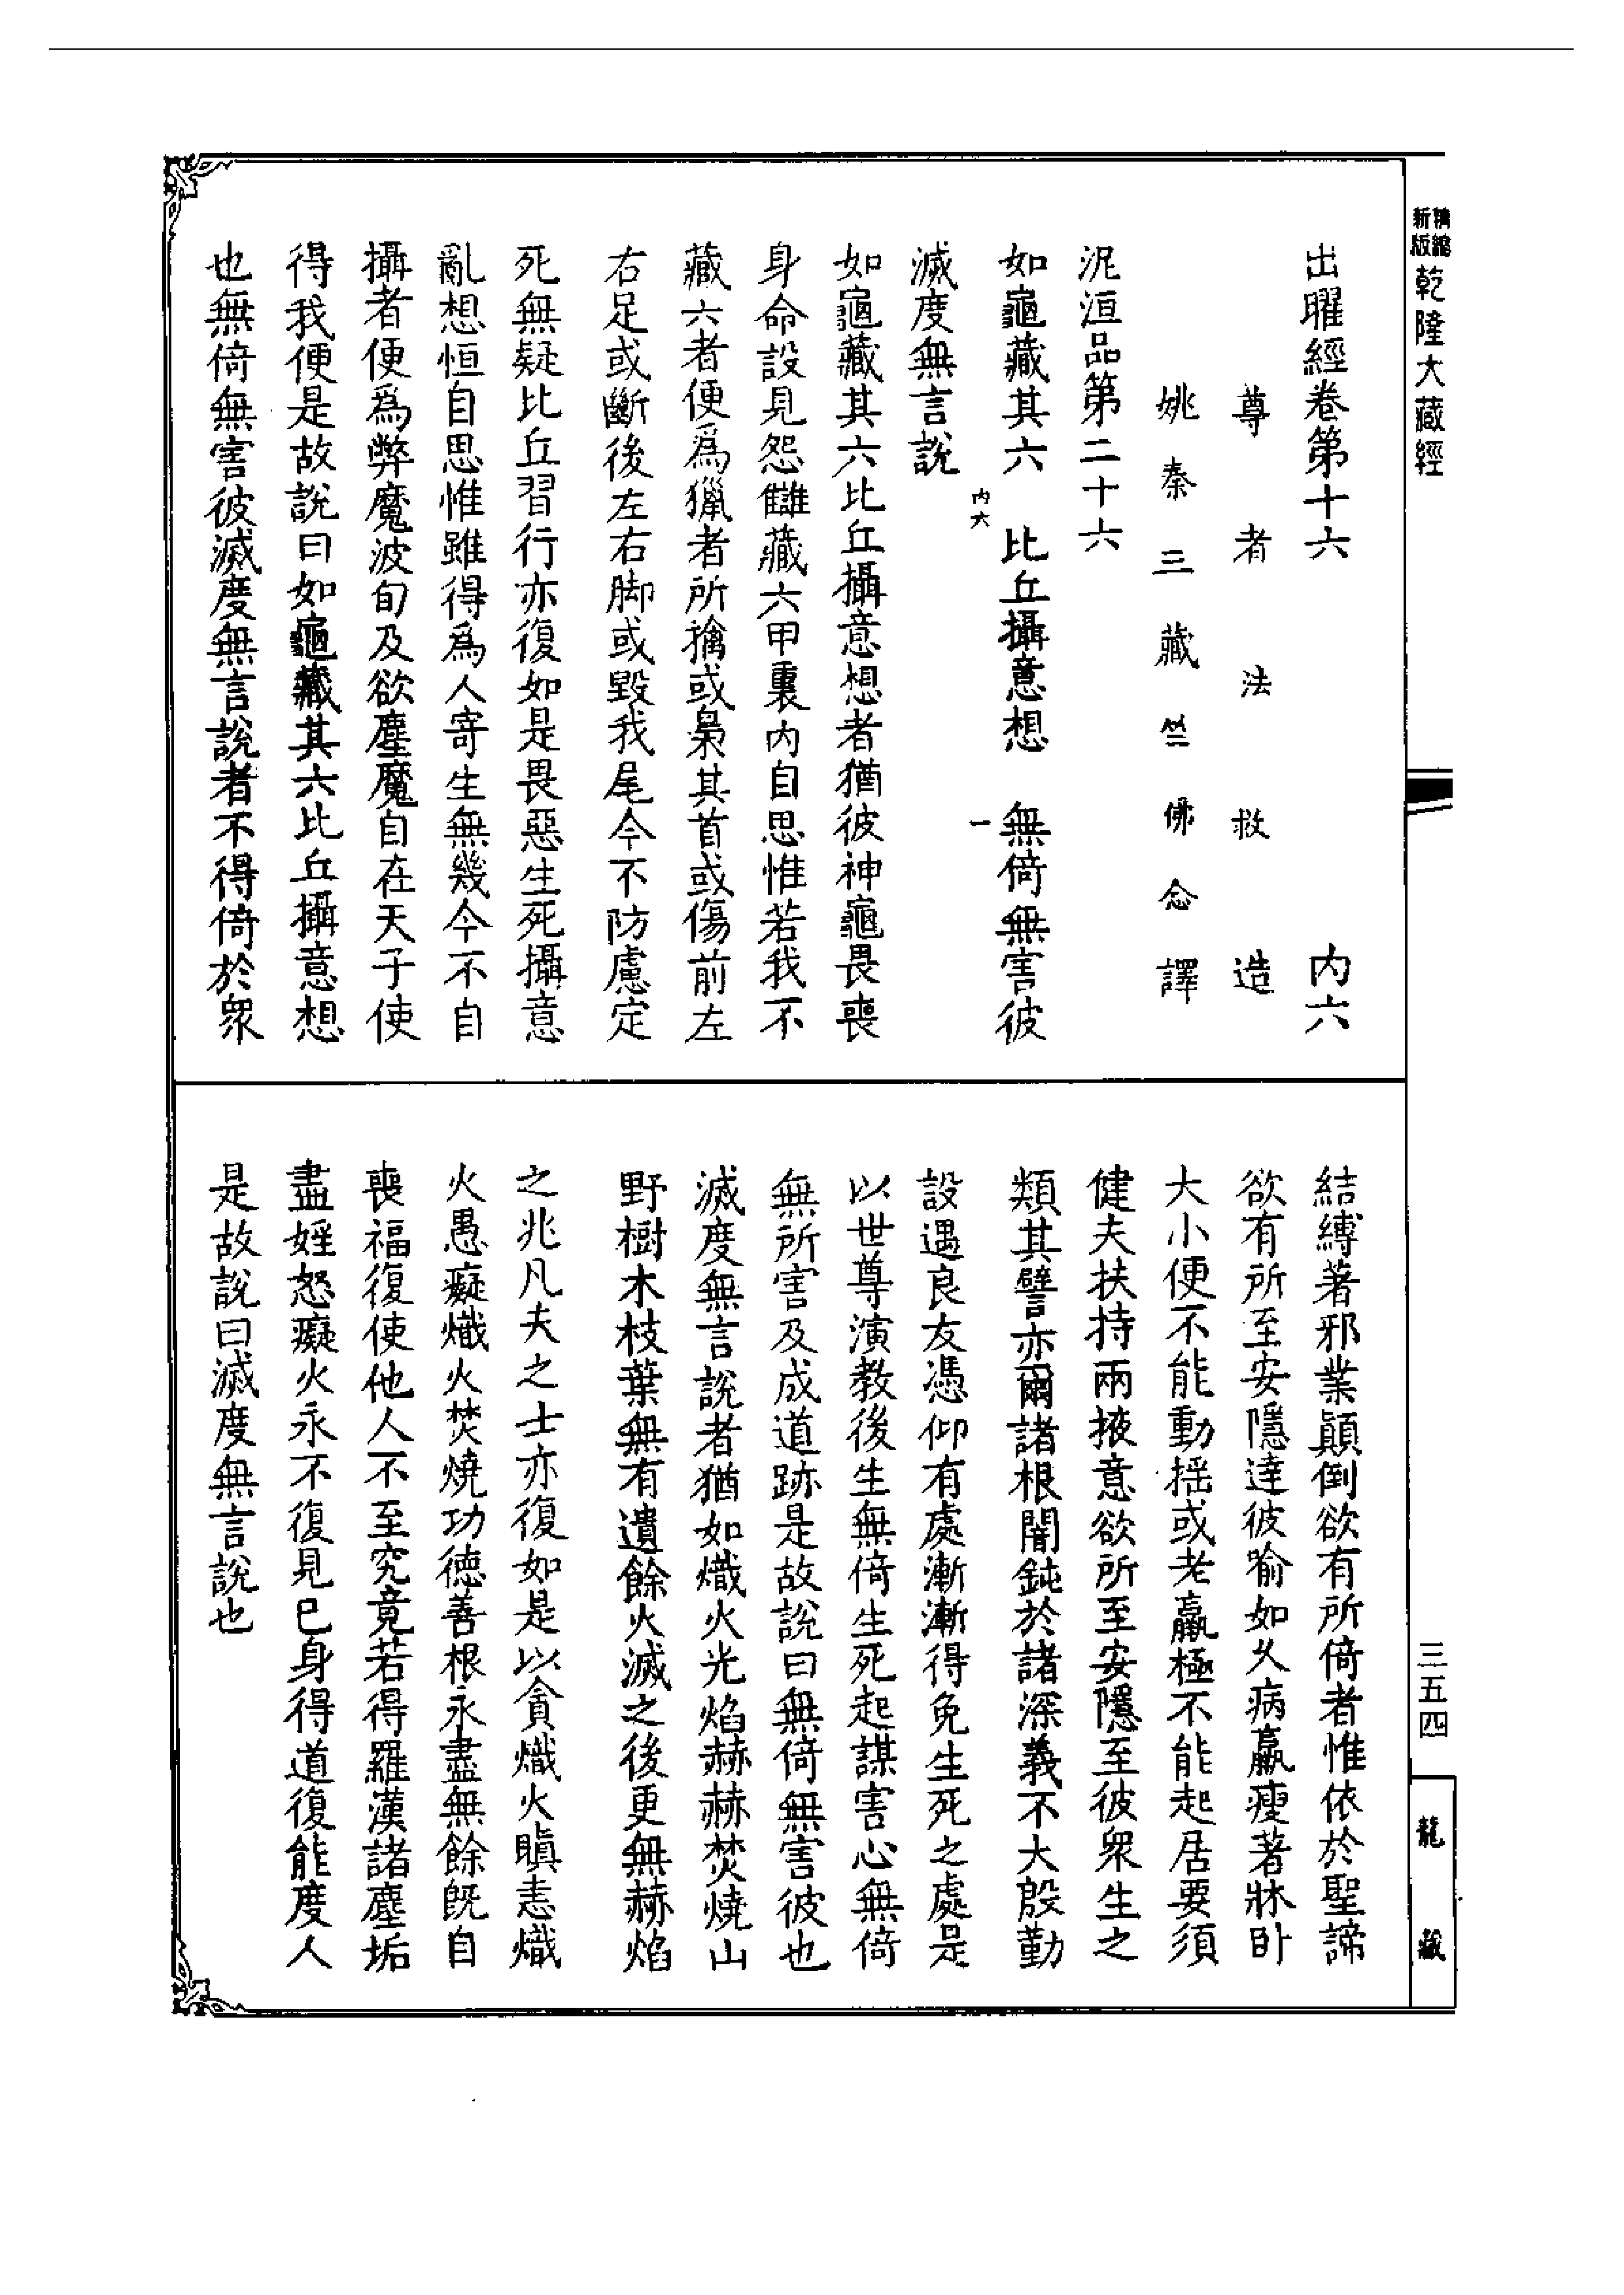 精編新版
乾隆大藏經
出曜經卷第十六 内六
尊者法救造
姚秦三藏竺佛念譯
泥洹品第二十六
如龜藏其六 比丘攝意想 無倚無害彼
内六 一
滅度無言說
如龜藏其六比丘攝意想者猶彼神龜畏喪
身命設見怨讎藏六甲裏内自思惟若我不
藏六者便爲獵者所擒或梟其首或傷前左
右足或斷後左右脚或毀我尾今不防慮定
死無疑比丘習行亦復如是畏惡生死攝意
亂想恒自思惟雖得爲人寄生無幾今不自
攝者便爲弊魔波旬及欲塵魔自在天子使
得我便是故說曰如龜藏其六比丘攝意想
也無倚無害彼滅度無言說者不得倚於衆
結縛著邪業顛倒欲有所倚者惟依於聖諦
欲有所至安隱達彼喻如久病羸瘦著牀卧
大小便不能動揺或老羸極不能起居要須
健夫扶持兩掖意欲所至安隱至彼衆生之
類其譬亦爾諸根闇鈍於諸深義不大殷勤
設遇良友憑仰有處漸漸得免生死之處是
以世尊演教後生無倚生死起謀害心無倚
無所害及成道跡是故說曰無倚無害彼也
滅度無言說者猶如熾火光焰赫赫焚燒山
野樹木枝葉無有遺餘火滅之後更無赫焰
之兆凡夫之士亦復如是以貪熾火瞋恚熾
火愚癡熾火焚燒功德善根永盡無餘旣自
喪福復使他人不至究竟若得羅漢諸塵垢
盡婬怒癡火永不復見已身得道復能度人
是故說曰滅度無言說也
三五四
龍藏